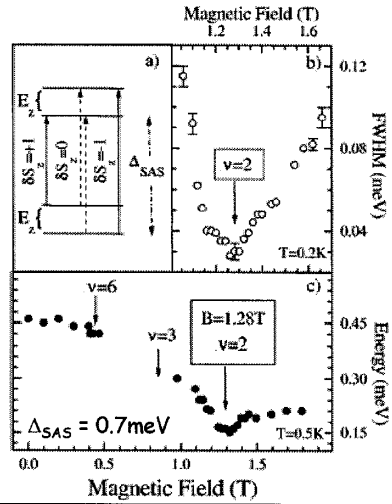 Magnetic Field (T)
1.2 1.4 1.6
a)
b)
E_z{
δS_z=+1
δS_z=0
δS_z=-1
Δ_SAS
E_z{
0.12
0.08
0.04
FWHM (meV)
ν=2
T=0.2K
c)
ν=6
ν=3
B=1.28T
ν=2
0.45
0.30
0.15
Energy (meV)
Δ_SAS = 0.7meV
T=0.5K
0.0 0.5 1.0 1.5
Magnetic Field (T)